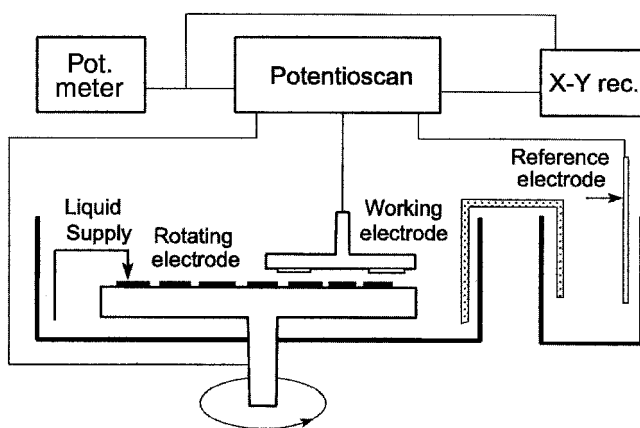 Pot.
meter
Potentioscan
X-Y rec.
Reference
electrode
Liquid
Supply
Rotating
electrode
Working
electrode